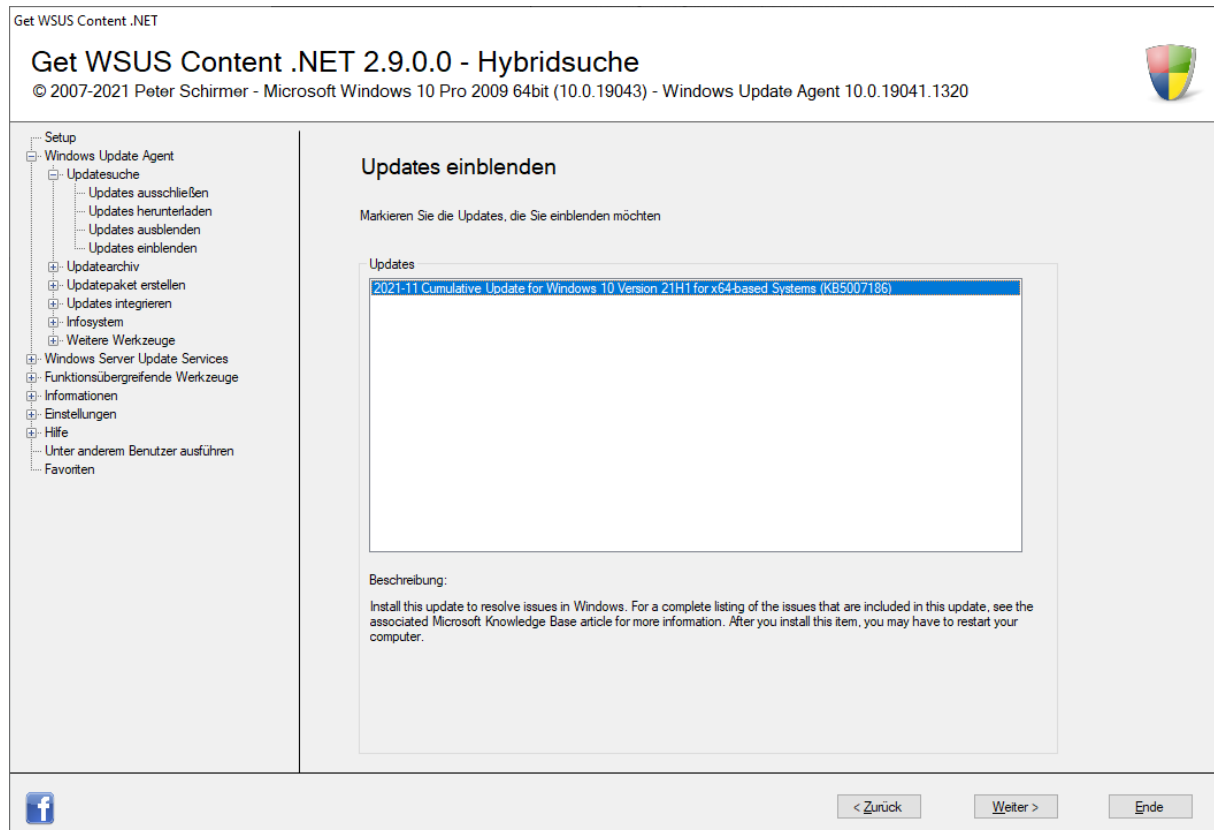 Get WSUS Content .NET
Get WSUS Content .NET 2.9.0.0 - Hybridsuche
© 2007-2021 Peter Schirmer - Microsoft Windows 10 Pro 2009 64bit (10.0.19043) - Windows Update Agent 10.0.19041.1320
Setup
Windows Update Agent
Updatesuche
Updates ausschließen
Updates herunterladen
Updates ausblenden
Updates einblenden
Updatearchiv
Updatepaket erstellen
Updates integrieren
Infosystem
Weitere Werkzeuge
Windows Server Update Services
Funktionsübergreifende Werkzeuge
Informationen
Einstellungen
Hilfe
Unter anderem Benutzer ausführen
Favoriten
Updates einblenden
Markieren Sie die Updates, die Sie einblenden möchten
Updates
2021-11 Cumulative Update for Windows 10 Version 21H1 for x64-based Systems (KB5007186)
Beschreibung:
Install this update to resolve issues in Windows. For a complete listing of the issues that are included in this update, see the
associated Microsoft Knowledge Base article for more information. After you install this item, you may have to restart your
computer.
f
< Zurück
Weiter >
Ende